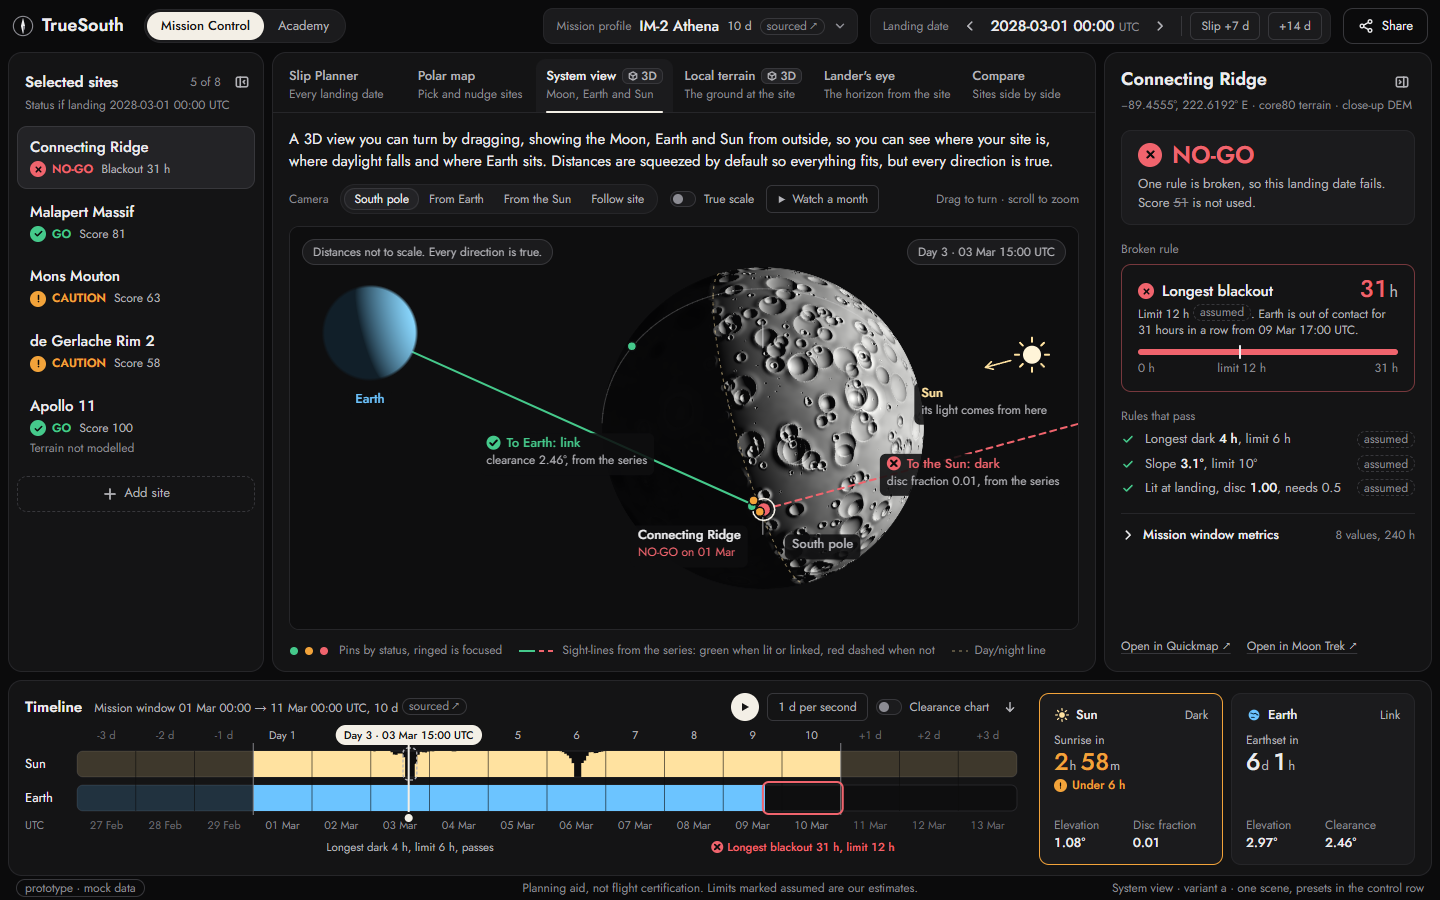 TrueSouth
Mission Control
Academy
Mission profile IM-2 Athena 10 d sourced ↗
Landing date 2028-03-01 00:00 UTC
Slip +7 d
+14 d
Share
Selected sites
5 of 8
Status if landing 2028-03-01 00:00 UTC
Connecting Ridge
NO-GO Blackout 31 h
Malapert Massif
GO Score 81
Mons Mouton
CAUTION Score 63
de Gerlache Rim 2
CAUTION Score 58
Apollo 11
GO Score 100
Terrain not modelled
+ Add site
Slip Planner
Every landing date
Polar map
Pick and nudge sites
System view 3D
Moon, Earth and Sun
Local terrain 3D
The ground at the site
Lander's eye
The horizon from the site
Compare
Sites side by side
A 3D view you can turn by dragging, showing the Moon, Earth and Sun from outside, so you can see where your site is,
where daylight falls and where Earth sits. Distances are squeezed by default so everything fits, but every direction is true.
Camera
South pole
From Earth
From the Sun
Follow site
True scale
Watch a month
Drag to turn · scroll to zoom
Distances not to scale. Every direction is true.
Day 3 · 03 Mar 15:00 UTC
Earth
Sun
its light comes from here
To Earth: link
clearance 2.46°, from the series
To the Sun: dark
disc fraction 0.01, from the series
Connecting Ridge
NO-GO on 01 Mar
South pole
Pins by status, ringed is focused
Sight-lines from the series: green when lit or linked, red dashed when not
Day/night line
Connecting Ridge
−89.4555°, 222.6192° E · core80 terrain · close-up DEM
NO-GO
One rule is broken, so this landing date fails.
Score 51 is not used.
Broken rule
Longest blackout 31 h
Limit 12 h assumed . Earth is out of contact for
31 hours in a row from 09 Mar 17:00 UTC.
0 h limit 12 h 31 h
Rules that pass
Longest dark 4 h, limit 6 h assumed
Slope 3.1°, limit 10° assumed
Lit at landing, disc 1.00, needs 0.5 assumed
Mission window metrics 8 values, 240 h
Open in Quickmap ↗
Open in Moon Trek ↗
Timeline
Mission window 01 Mar 00:00 → 11 Mar 00:00 UTC, 10 d sourced ↗
1 d per second
Clearance chart
-3 d -2 d -1 d Day 1 Day 3 · 03 Mar 15:00 UTC 5 6 7 8 9 10 +1 d +2 d +3 d
Sun
Earth
UTC 27 Feb 28 Feb 29 Feb 01 Mar 02 Mar 03 Mar 04 Mar 05 Mar 06 Mar 07 Mar 08 Mar 09 Mar 10 Mar 11 Mar 12 Mar 13 Mar
Longest dark 4 h, limit 6 h, passes
Longest blackout 31 h, limit 12 h
Sun Dark
Sunrise in
2h 58m
Under 6 h
Elevation Disc fraction
1.08° 0.01
Earth Link
Earthset in
6d 1h
Elevation Clearance
2.97° 2.46°
prototype · mock data
Planning aid, not flight certification. Limits marked assumed are our estimates.
System view · variant a · one scene, presets in the control row